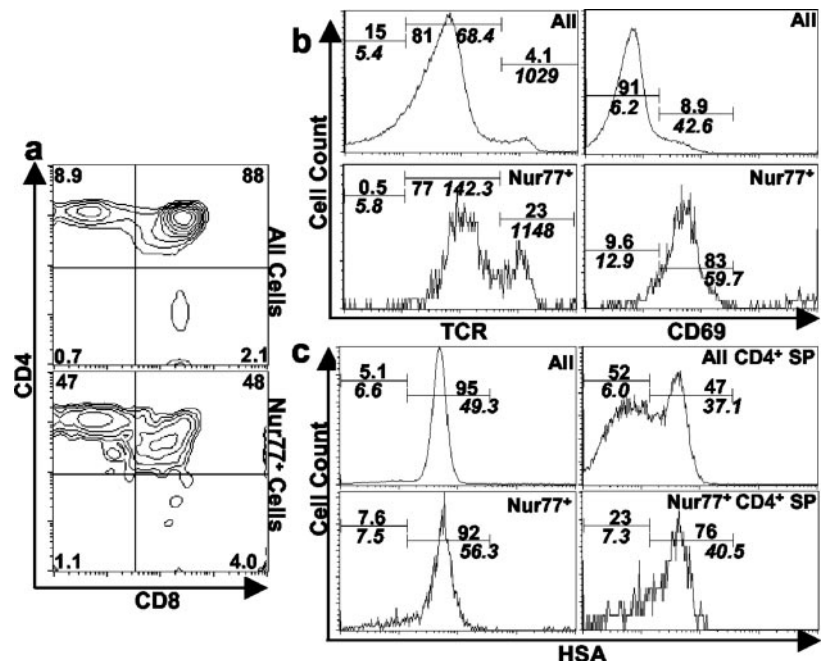 a
8.9 88
All Cells
0.7 2.1
47 48
Nur77⁺ Cells
1.1 4.0
CD4
CD8
b
All
15
5.4
81 68.4
4.1
1029
All
91
6.2
8.9
42.6
Cell Count
Nur77⁺
0.5
5.8
77 142.3
23
1148
Nur77⁺
9.6
12.9
83
59.7
TCR
CD69
c
All
5.1
6.6
95
49.3
All CD4⁺ SP
52
6.0
47
37.1
Cell Count
Nur77⁺
7.6
7.5
92
56.3
Nur77⁺ CD4⁺ SP
23
7.3
76
40.5
HSA